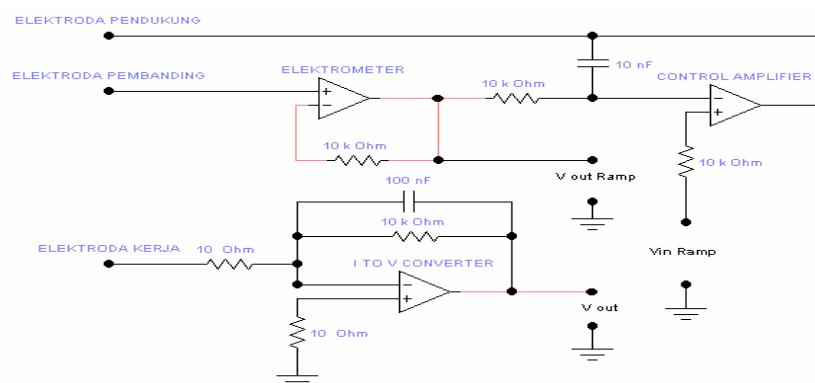 ELEKTRODA PENDUKUNG
ELEKTRODA PEMBANDING
ELEKTROMETER
+
−
10 k Ohm
10 k Ohm
10 nF
CONTROL AMPLIFIER
−
+
10 k Ohm
V out Ramp
Vin Ramp
100 nF
10 k Ohm
ELEKTRODA KERJA
10 Ohm
I TO V CONVERTER
−
+
10 Ohm
V out